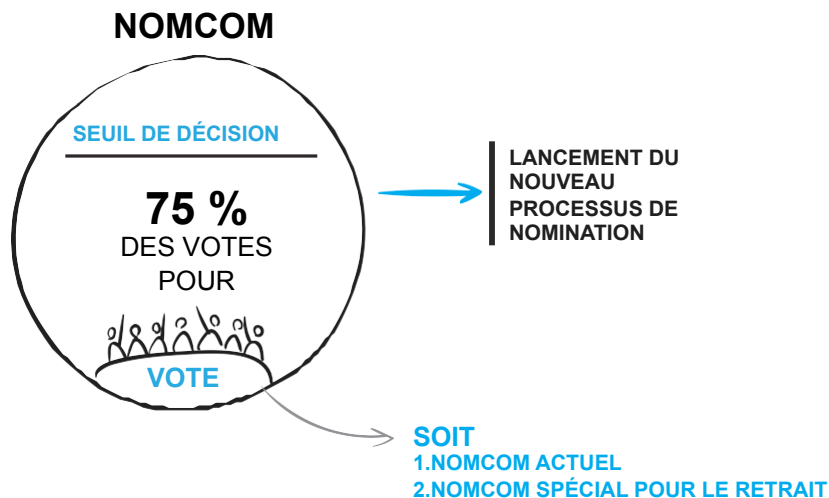 NOMCOM
SEUIL DE DÉCISION
75 %
DES VOTES
POUR
VOTE
LANCEMENT DU
NOUVEAU
PROCESSUS DE
NOMINATION
SOIT
1.NOMCOM ACTUEL
2.NOMCOM SPÉCIAL POUR LE RETRAIT